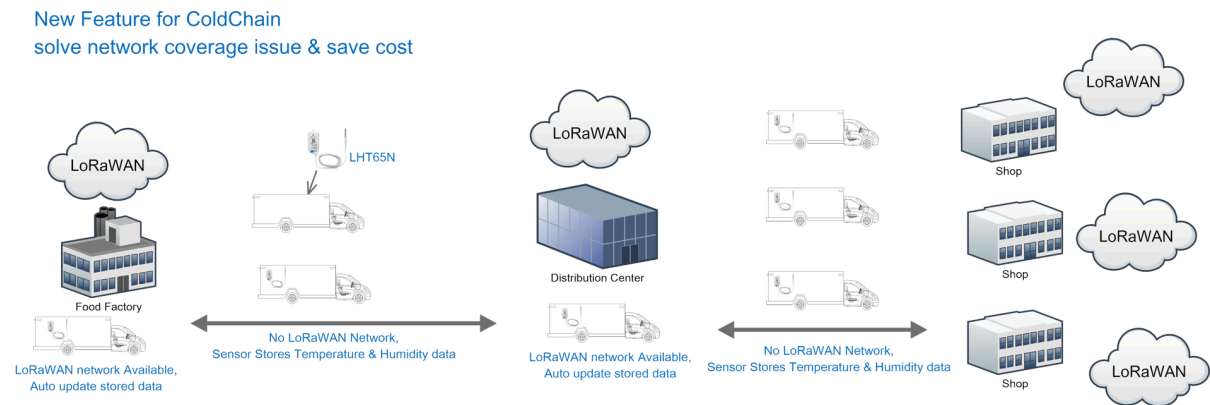 New Feature for ColdChain
solve network coverage issue & save cost
LoRaWAN
Food Factory
LoRaWAN network Available,
Auto update stored data
LHT65N
No LoRaWAN Network,
Sensor Stores Temperature & Humidity data
LoRaWAN
Distribution Center
LoRaWAN network Available,
Auto update stored data
No LoRaWAN Network,
Sensor Stores Temperature & Humidity data
LoRaWAN
Shop
LoRaWAN
Shop
LoRaWAN
Shop